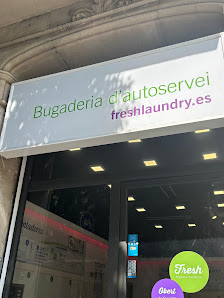 Bugaderia d'autoservei
freshlaundry.es
Fresh
Obert